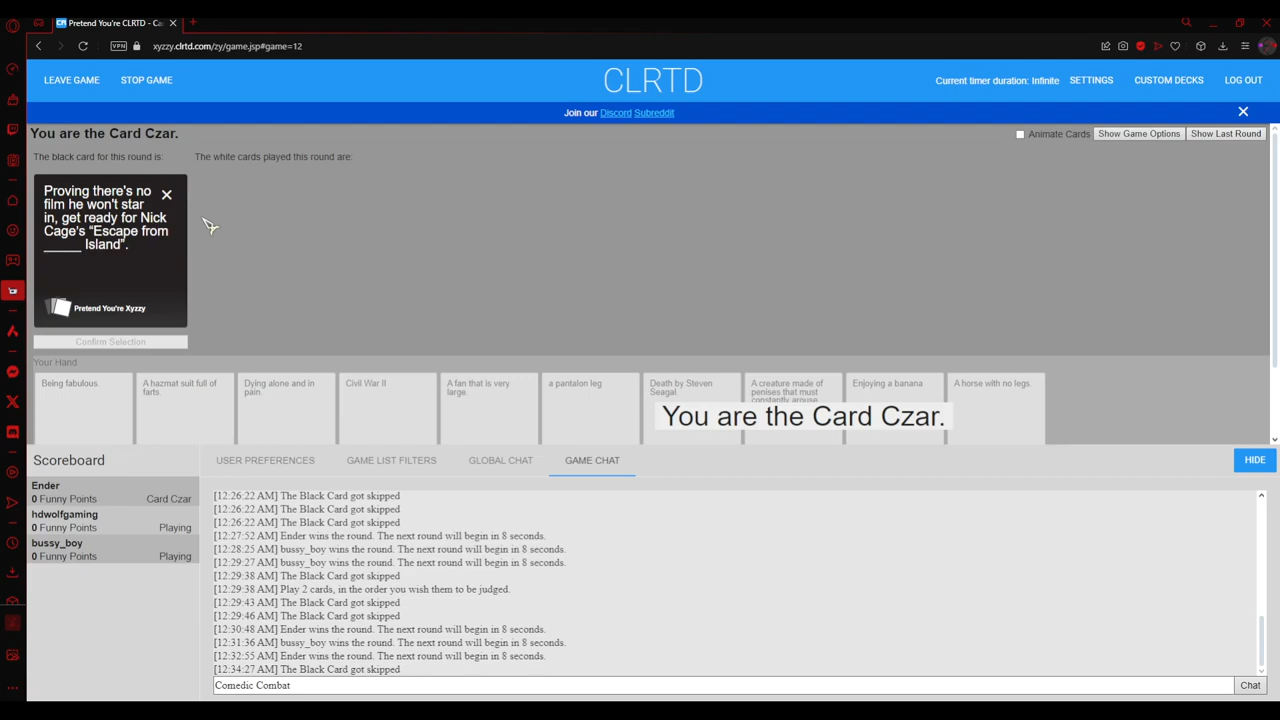 Pretend You're CLRTD - Ca
VPN
xyzzy.clrtd.com/zy/game.jsp#game=12
LEAVE GAME
STOP GAME
CLRTD
Current timer duration: Infinite
SETTINGS
CUSTOM DECKS
LOG OUT
Join our Discord Subreddit
You are the Card Czar.
Animate Cards
Show Game Options
Show Last Round
The black card for this round is:
The white cards played this round are:
Proving there's no
film he won't star
in, get ready for Nick
Cage's “Escape from
_____ Island”.
Pretend You're Xyzzy
Confirm Selection
Your Hand
Being fabulous.
A hazmat suit full of
farts.
Dying alone and in
pain.
Civil War II
A fan that is very
large.
a pantalon leg
Death by Steven
Seagal
A creature made of
penises that must
constantly arouse
Enjoying a banana
A horse with no legs.
You are the Card Czar.
Scoreboard
USER PREFERENCES
GAME LIST FILTERS
GLOBAL CHAT
GAME CHAT
HIDE
Ender
0 Funny Points
Card Czar
hdwolfgaming
0 Funny Points
Playing
bussy_boy
0 Funny Points
Playing
[12:26:22 AM] The Black Card got skipped
[12:26:22 AM] The Black Card got skipped
[12:26:22 AM] The Black Card got skipped
[12:27:52 AM] Ender wins the round. The next round will begin in 8 seconds.
[12:28:25 AM] bussy_boy wins the round. The next round will begin in 8 seconds.
[12:29:27 AM] bussy_boy wins the round. The next round will begin in 8 seconds.
[12:29:38 AM] The Black Card got skipped
[12:29:38 AM] Play 2 cards, in the order you wish them to be judged.
[12:29:43 AM] The Black Card got skipped
[12:29:46 AM] The Black Card got skipped
[12:30:48 AM] Ender wins the round. The next round will begin in 8 seconds.
[12:31:36 AM] bussy_boy wins the round. The next round will begin in 8 seconds.
[12:32:55 AM] Ender wins the round. The next round will begin in 8 seconds.
[12:34:27 AM] The Black Card got skipped
Comedic Combat
Chat